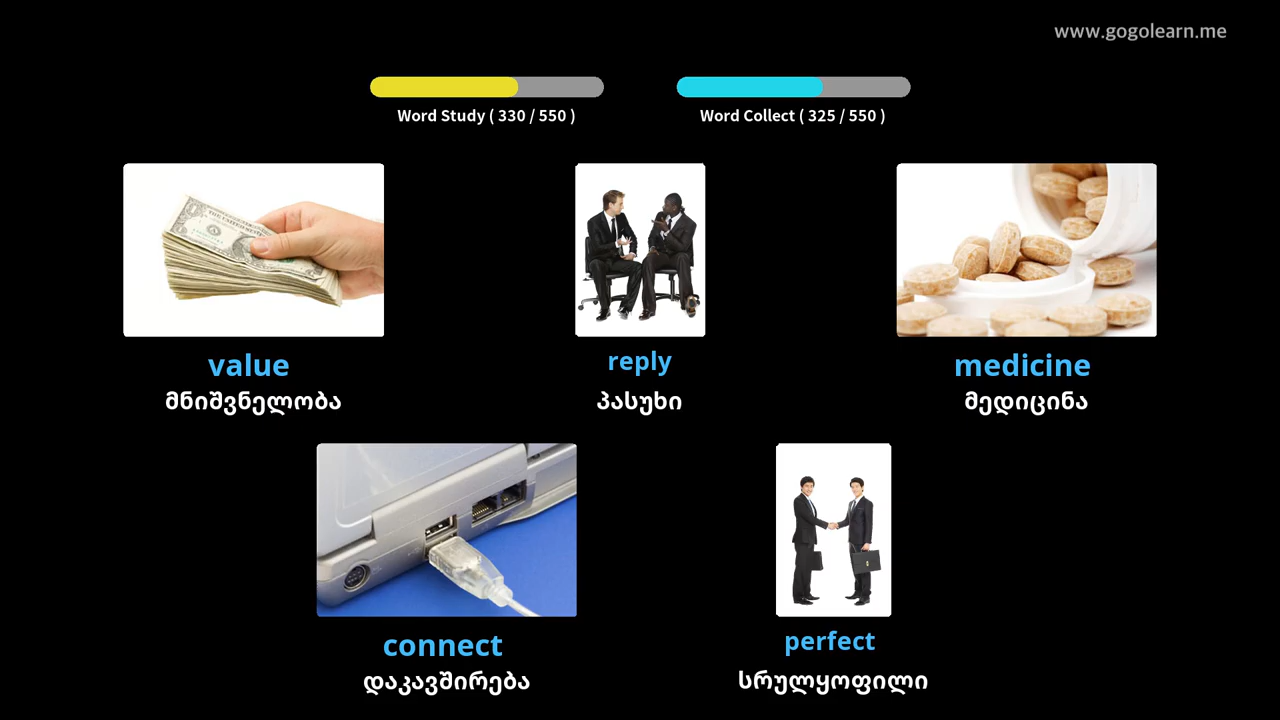 www.gogolearn.me
Word Study ( 330 / 550 )
Word Collect ( 325 / 550 )
value
მნიშვნელობა
reply
პასუხი
medicine
მედიცინა
connect
დაკავშირება
perfect
სრულყოფილი